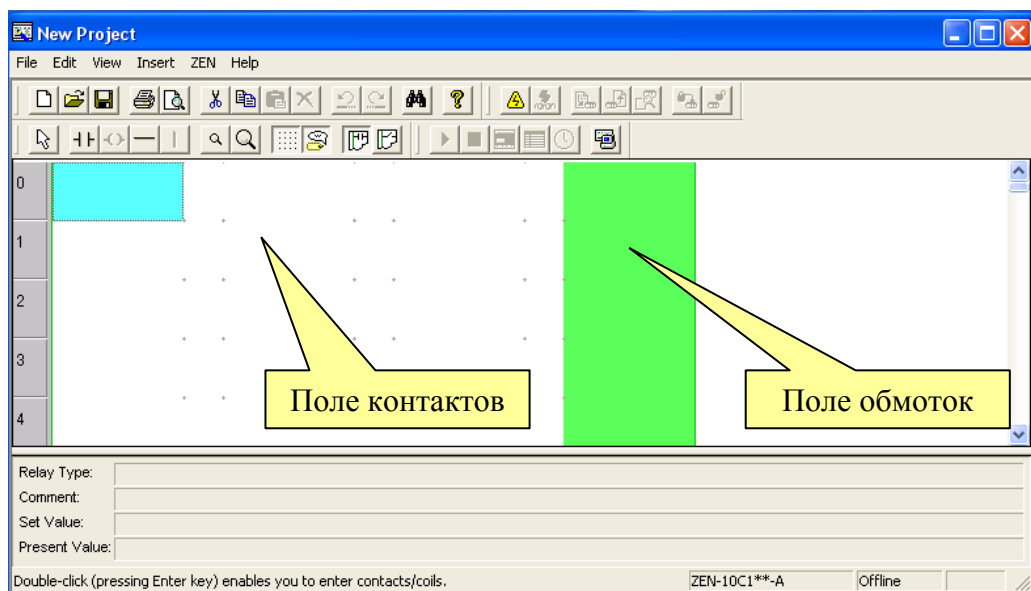 New Project
File Edit View Insert ZEN Help
0
1
2
3
4
Поле контактов
Поле обмоток
Relay Type:
Comment:
Set Value:
Present Value:
Double-click (pressing Enter key) enables you to enter contacts/coils.
ZEN-10C1**-A
Offline